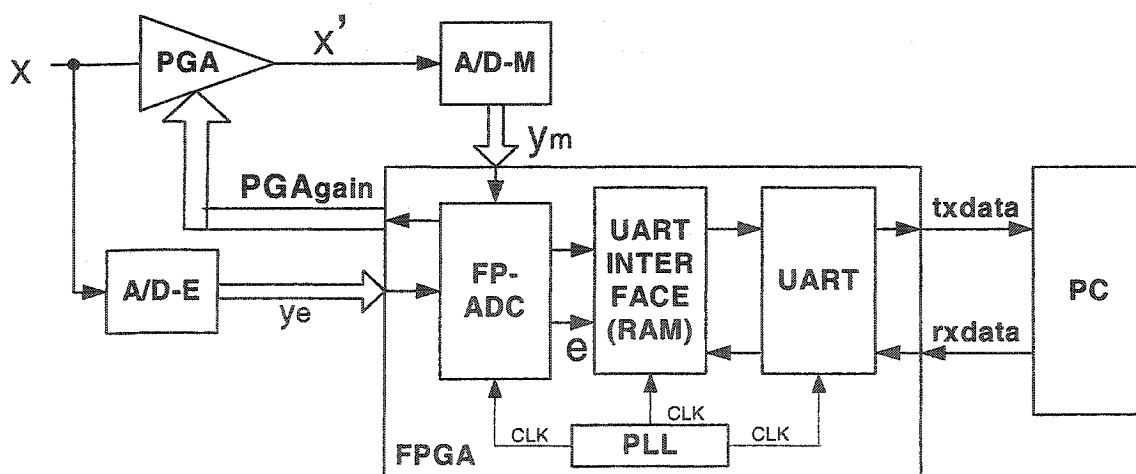 X
PGA
X'
A/D-M
ym
PGAgain
A/D-E
ye
FP-
ADC
e
UART
INTER
FACE
(RAM)
UART
txdata
rxdata
PC
CLK
CLK
CLK
PLL
FPGA